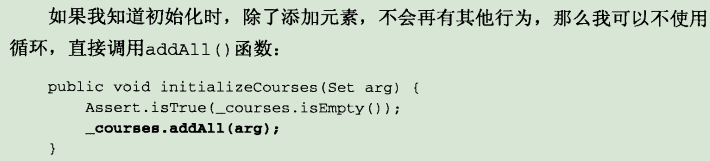 如果我知道初始化时，除了添加元素，不会再有其他行为，那么我可以不使用
循环，直接调用addAll()函数：
public void initializeCourses(Set arg) {
Assert.isTrue(_courses.isEmpty());
_courses.addAll(arg);
}